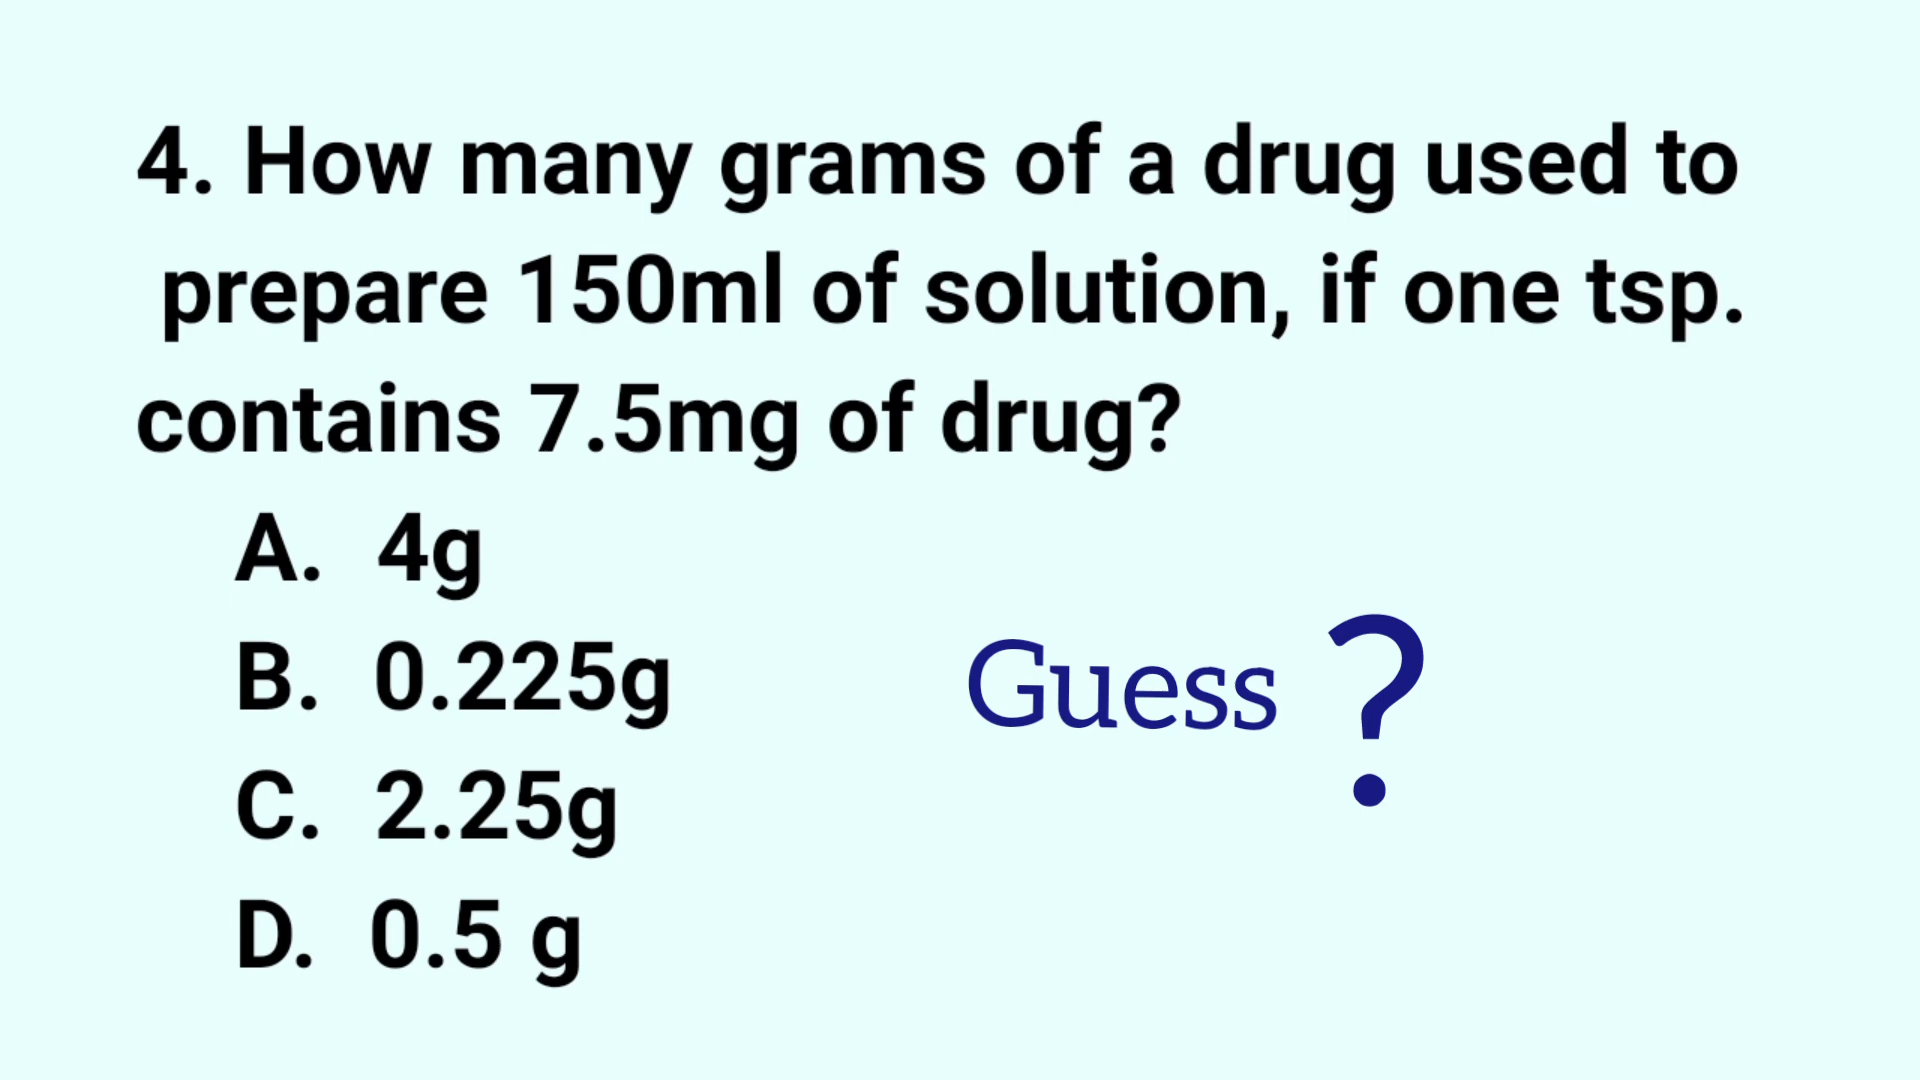 4. How many grams of a drug used to
prepare 150ml of solution, if one tsp.
contains 7.5mg of drug?
A. 4g
B. 0.225g
Guess ?
C. 2.25g
D. 0.5 g